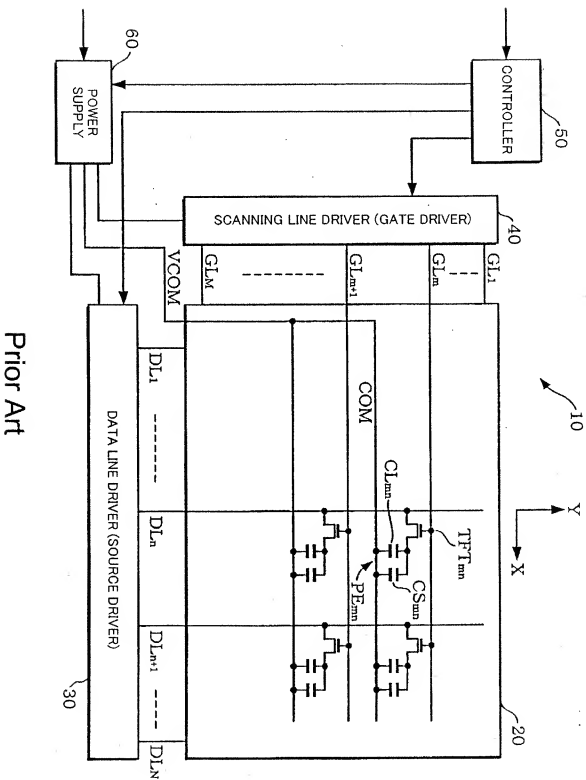 10
Y
X
20
CONTROLLER
50
POWER
SUPPLY
60
SCANNING LINE DRIVER (GATE DRIVER)
40
GL1
GLm
GLm+1
GLM
VCOM
COM
CLmn
CSmn
TFTmn
PEmn
DL1
DLn
DLn+1
DLN
DATA LINE DRIVER (SOURCE DRIVER)
30
Prior Art